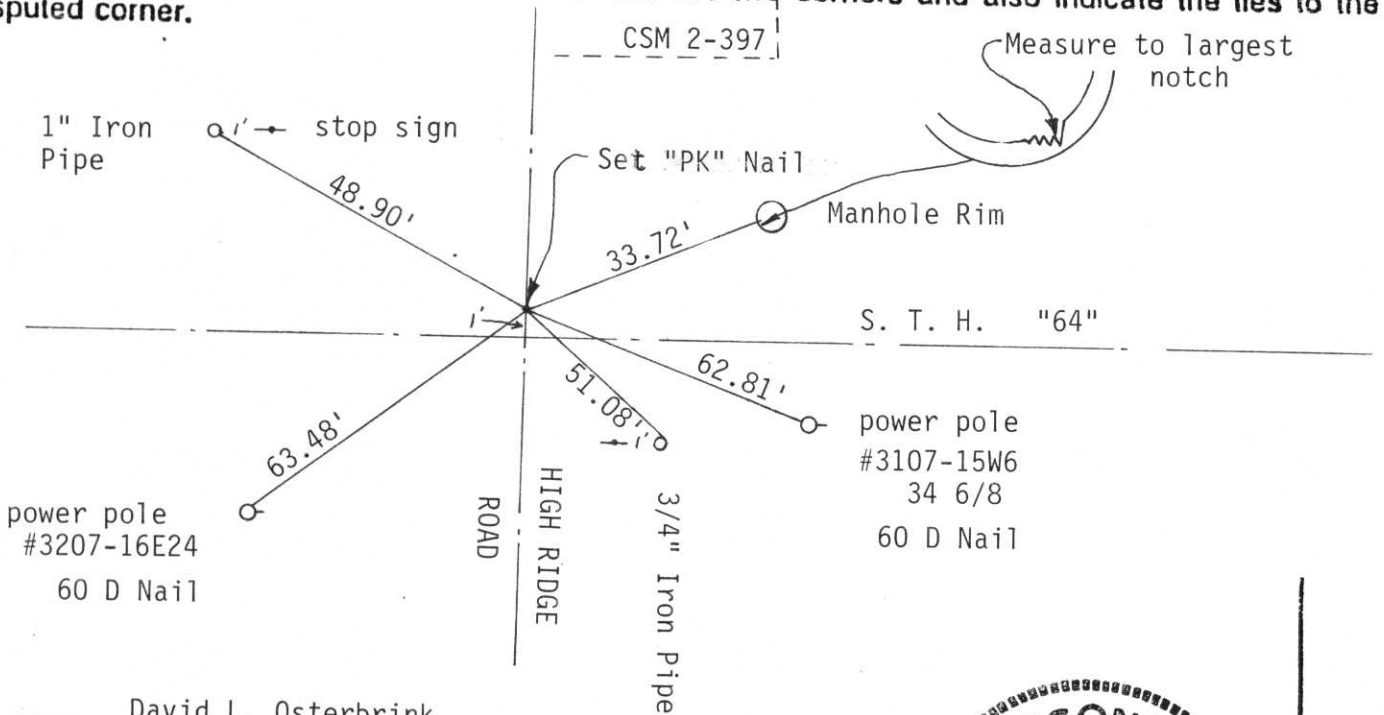 sputed corner.
CSM 2-397
Measure to largest
notch
1" Iron
Pipe
1'
stop sign
Set "PK" Nail
48.90'
33.72'
Manhole Rim
1'
S. T. H. "64"
62.81'
51.08'
1'
63.48'
power pole
#3107-15W6
34 6/8
60 D Nail
power pole
#3207-16E24
60 D Nail
HIGH RIDGE
ROAD
3/4" Iron Pipe
David L. Osterbrink